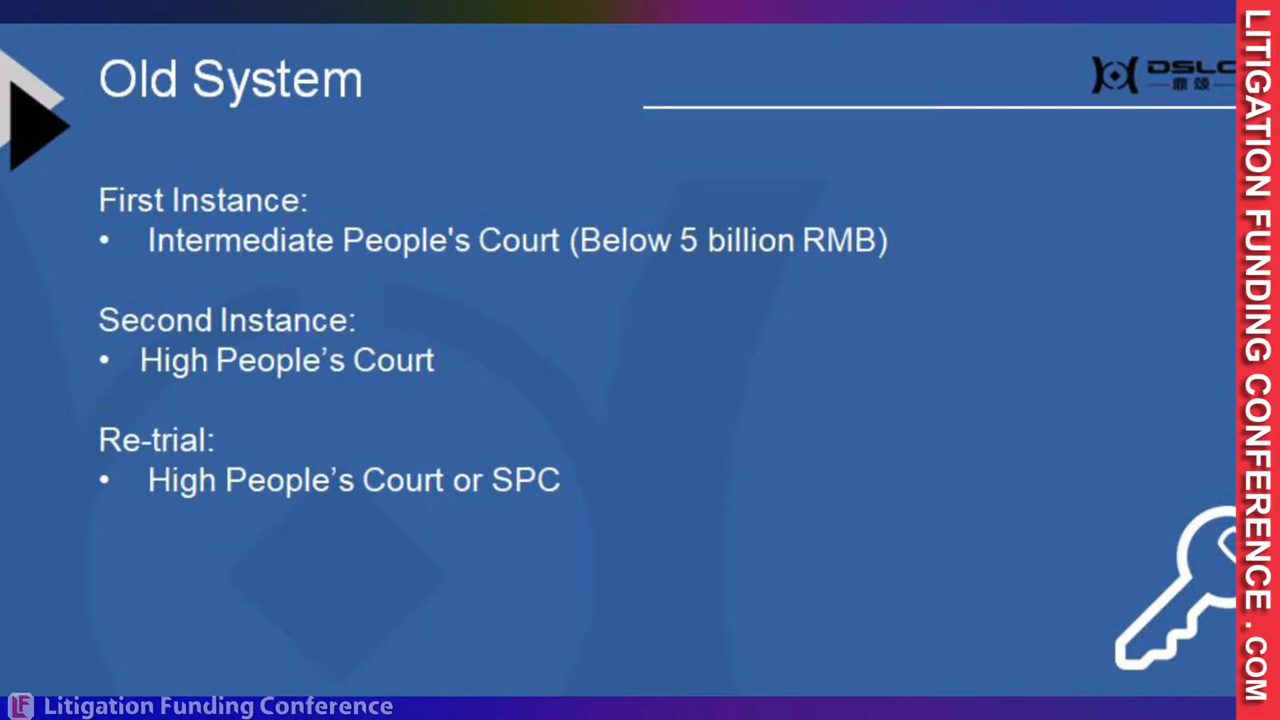 Old System
DSLC
鼎颂
First Instance:
• Intermediate People's Court (Below 5 billion RMB)
Second Instance:
• High People’s Court
Re-trial:
• High People’s Court or SPC
LF Litigation Funding Conference
LITIGATION FUNDING CONFERENCE . COM